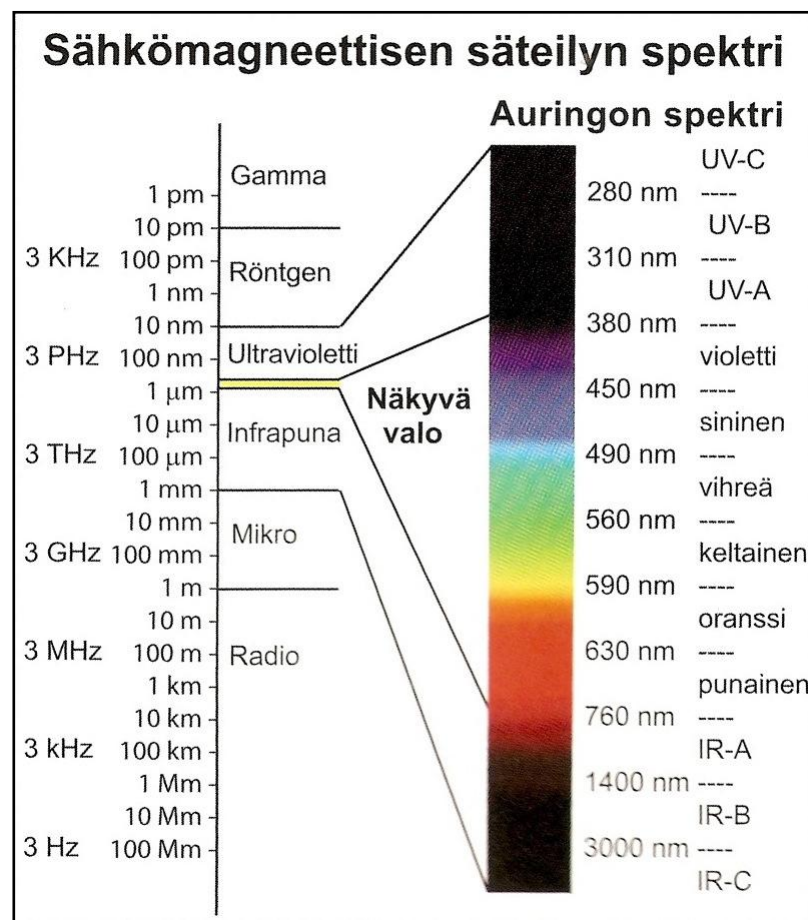 Sähkömagneettisen säteilyn spektri
Auringon spektri
Gamma
1 pm
10 pm
3 KHz 100 pm
Röntgen
1 nm
10 nm
3 PHz 100 nm
Ultravioletti
1 µm
Näkyvä
valo
10 µm
Infrapuna
3 THz 100 µm
1 mm
10 mm
Mikro
3 GHz 100 mm
1 m
10 m
3 MHz 100 m
Radio
1 km
10 km
3 kHz 100 km
1 Mm
10 Mm
3 Hz 100 Mm
UV-C
280 nm ----
UV-B
310 nm ----
UV-A
380 nm ----
violetti
450 nm ----
sininen
490 nm ----
vihreä
560 nm ----
keltainen
590 nm ----
oranssi
630 nm ----
punainen
760 nm ----
IR-A
1400 nm ----
IR-B
3000 nm ----
IR-C